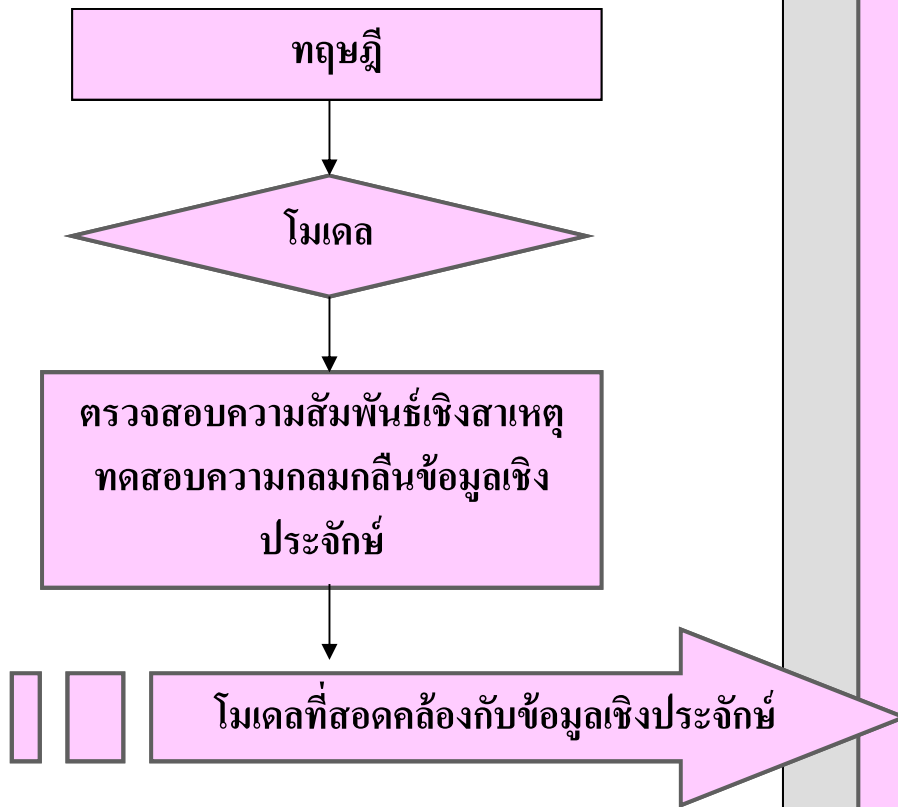 ทฤษฎี
โมเดล
ตรวจสอบความสัมพันธ์เชิงสาเหตุ
ทดสอบความกลมกลืนข้อมูลเชิง
ประจักษ์
โมเดลที่สอดคล้องกับข้อมูลเชิงประจักษ์